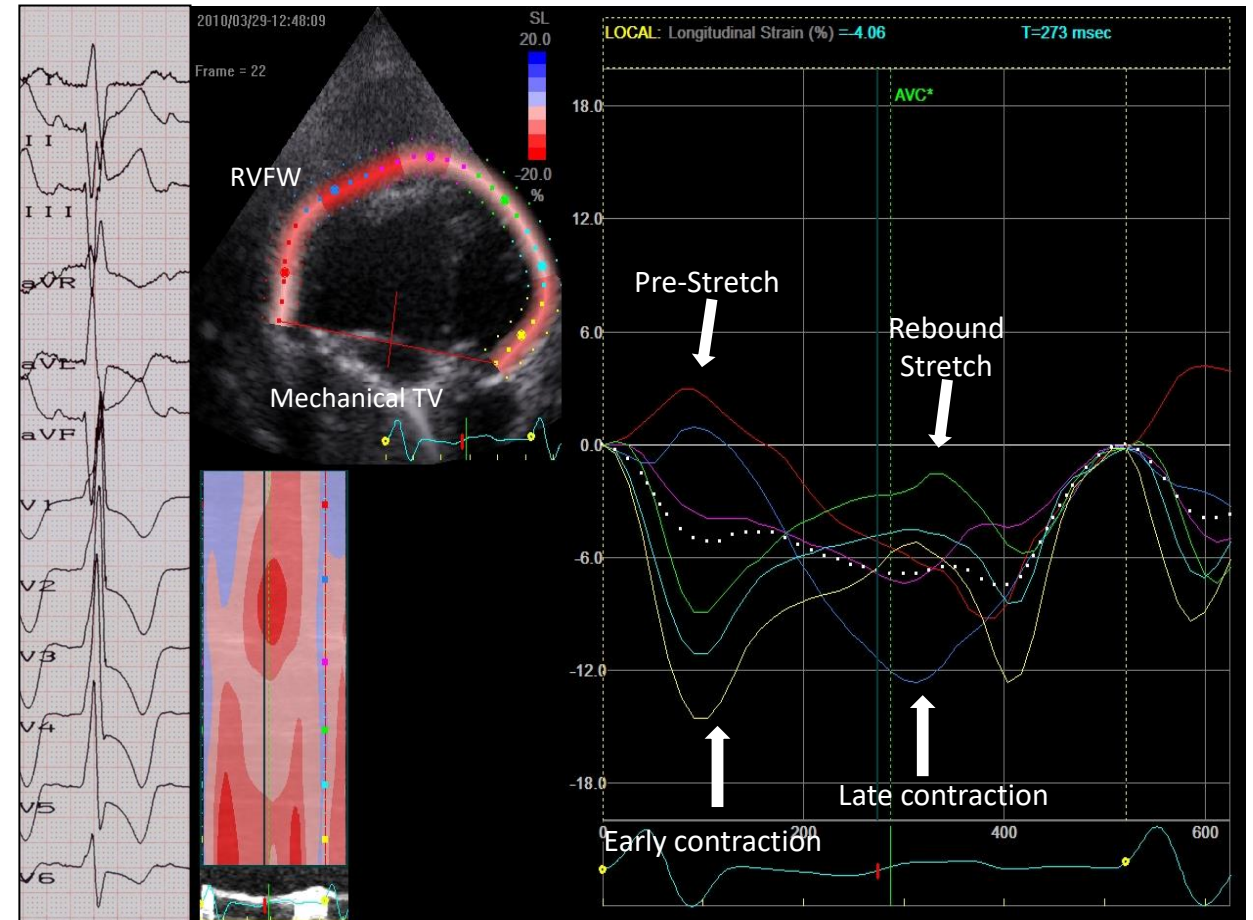 I
II
III
aVR
aVL
aVF
V1
V2
V3
V4
V5
V6
2010/03/29-12:48:09
Frame = 22
SL
20.0
-20.0
%
RVFW
Mechanical TV
LOCAL: Longitudinal Strain (%) =-4.06
T=273 msec
AVC*
18.0
12.0
6.0
0.0
-6.0
-12.0
-18.0
Pre-Stretch
Rebound
Stretch
Late contraction
Early contraction
0
200
400
600